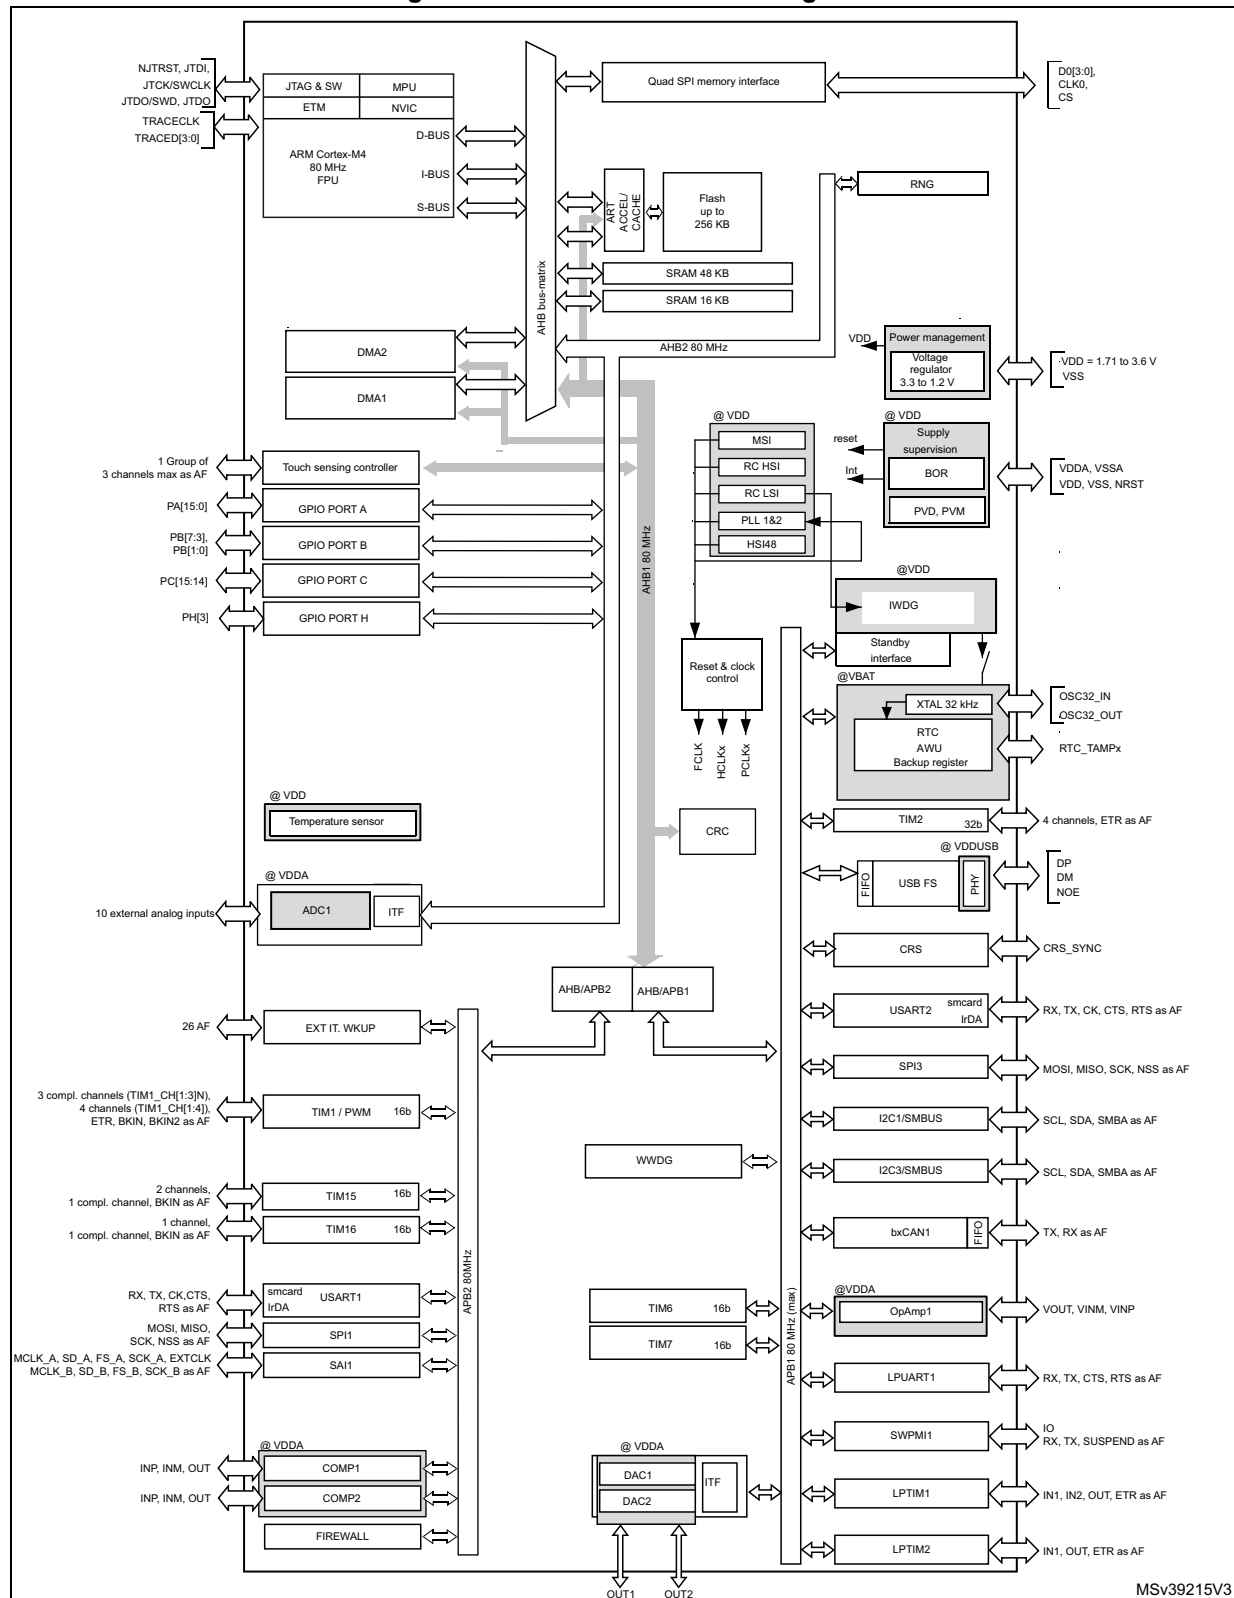 NJTRST, JTDI,
JTCK/SWCLK
JTDO/SWD, JTDO
TRACECLK
TRACED[3:0]
JTAG & SW
MPU
ETM
NVIC
ARM Cortex-M4
80 MHz
FPU
D-BUS
I-BUS
S-BUS
AHB bus-matrix
Quad SPI memory interface
D0[3:0],
CLK0,
CS
ART
ACCEL/
CACHE
Flash
up to
256 KB
RNG
SRAM 48 KB
SRAM 16 KB
AHB2 80 MHz
DMA2
DMA1
VDD
Power management
Voltage
regulator
3.3 to 1.2 V
VDD = 1.71 to 3.6 V
VSS
@ VDD
MSI
RC HSI
RC LSI
PLL 1&2
HSI48
@ VDD
reset
Int
Supply
supervision
BOR
PVD, PVM
VDDA, VSSA
VDD, VSS, NRST
1 Group of
3 channels max as AF
Touch sensing controller
PA[15:0]
GPIO PORT A
PB[7:3],
PB[1:0]
GPIO PORT B
PC[15:14]
GPIO PORT C
PH[3]
GPIO PORT H
AHB1 80 MHz
@VDD
IWDG
Standby
interface
Reset & clock
control
FCLK
HCLKx
PCLKx
@VBAT
XTAL 32 kHz
RTC
AWU
Backup register
OSC32_IN
OSC32_OUT
RTC_TAMPx
@ VDD
Temperature sensor
CRC
TIM2
32b
4 channels, ETR as AF
@ VDDUSB
FIFO
USB FS
PHY
DP
DM
NOE
@ VDDA
10 external analog inputs
ADC1
ITF
CRS
CRS_SYNC
AHB/APB2
AHB/APB1
26 AF
EXT IT. WKUP
USART2
smcard
IrDA
RX, TX, CK, CTS, RTS as AF
SPI3
MOSI, MISO, SCK, NSS as AF
3 compl. channels (TIM1_CH[1:3]N),
4 channels (TIM1_CH[1:4]),
ETR, BKIN, BKIN2 as AF
TIM1 / PWM
16b
I2C1/SMBUS
SCL, SDA, SMBA as AF
WWDG
I2C3/SMBUS
SCL, SDA, SMBA as AF
2 channels,
1 compl. channel, BKIN as AF
TIM15
16b
1 channel,
1 compl. channel, BKIN as AF
TIM16
16b
bxCAN1
FIFO
TX, RX as AF
APB2 80MHz
APB1 80 MHz (max)
RX, TX, CK,CTS,
RTS as AF
smcard
IrDA
USART1
MOSI, MISO,
SCK, NSS as AF
SPI1
MCLK_A, SD_A, FS_A, SCK_A, EXTCLK
MCLK_B, SD_B, FS_B, SCK_B as AF
SAI1
TIM6
16b
TIM7
16b
@VDDA
OpAmp1
VOUT, VINM, VINP
LPUART1
RX, TX, CTS, RTS as AF
SWPMI1
IO
RX, TX, SUSPEND as AF
@ VDDA
INP, INM, OUT
COMP1
INP, INM, OUT
COMP2
FIREWALL
@ VDDA
DAC1
DAC2
ITF
OUT1
OUT2
LPTIM1
IN1, IN2, OUT, ETR as AF
LPTIM2
IN1, OUT, ETR as AF
MSv39215V3